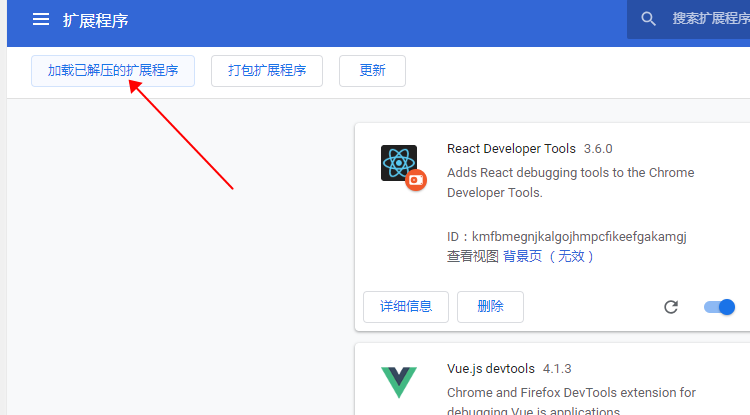 扩展程序
搜索扩展程序
加载已解压的扩展程序
打包扩展程序
更新
React Developer Tools 3.6.0
Adds React debugging tools to the Chrome
Developer Tools.
ID：kmfbmegnjkalgojhmpcfikeefgakamgj
查看视图 背景页（无效）
详细信息
删除
Vue.js devtools 4.1.3
Chrome and Firefox DevTools extension for
debugging Vue.js applications.